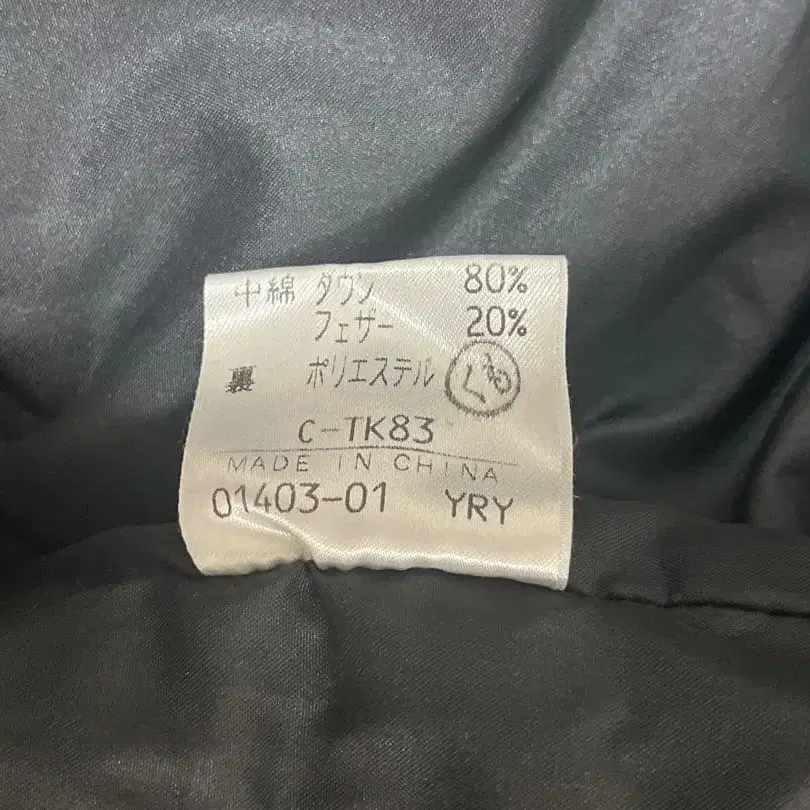 中綿 ダウン 80%
フェザー 20%
裏 ポリエステル
C-TK83
MADE IN CHINA
01403-01 YRY